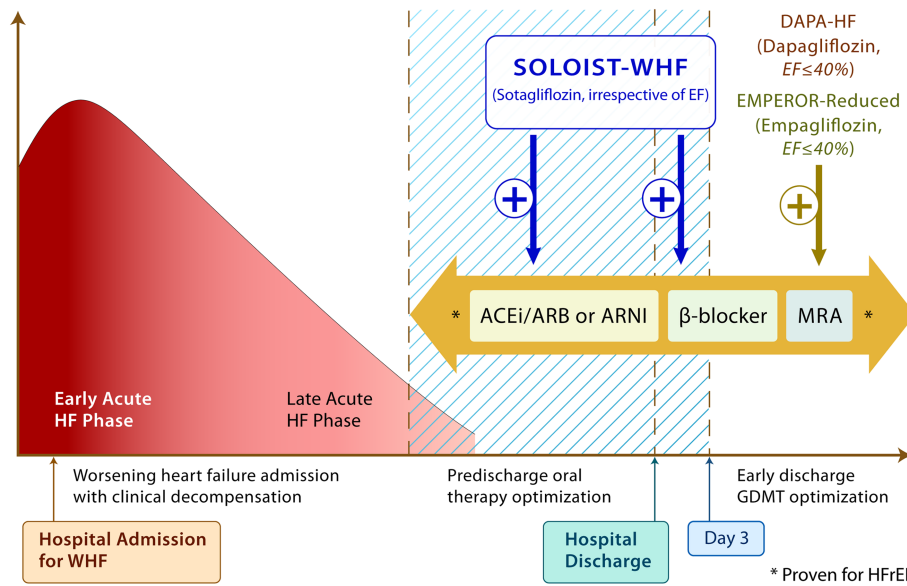 DAPA-HF
(Dapagliflozin,
EF≤40%)
EMPEROR-Reduced
(Empagliflozin,
EF≤40%)
SOLOIST-WHF
(Sotagliflozin, irrespective of EF)
+
+
+
* ACEi/ARB or ARNI β-blocker MRA *
Early Acute
HF Phase
Late Acute
HF Phase
Worsening heart failure admission
with clinical decompensation
Predischarge oral
therapy optimization
Early discharge
GDMT optimization
Hospital Admission
for WHF
Hospital
Discharge
Day 3
* Proven for